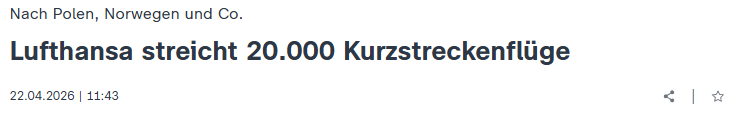 Nach Polen, Norwegen und Co.
Lufthansa streicht 20.000 Kurzstreckenflüge
22.04.2026 | 11:43